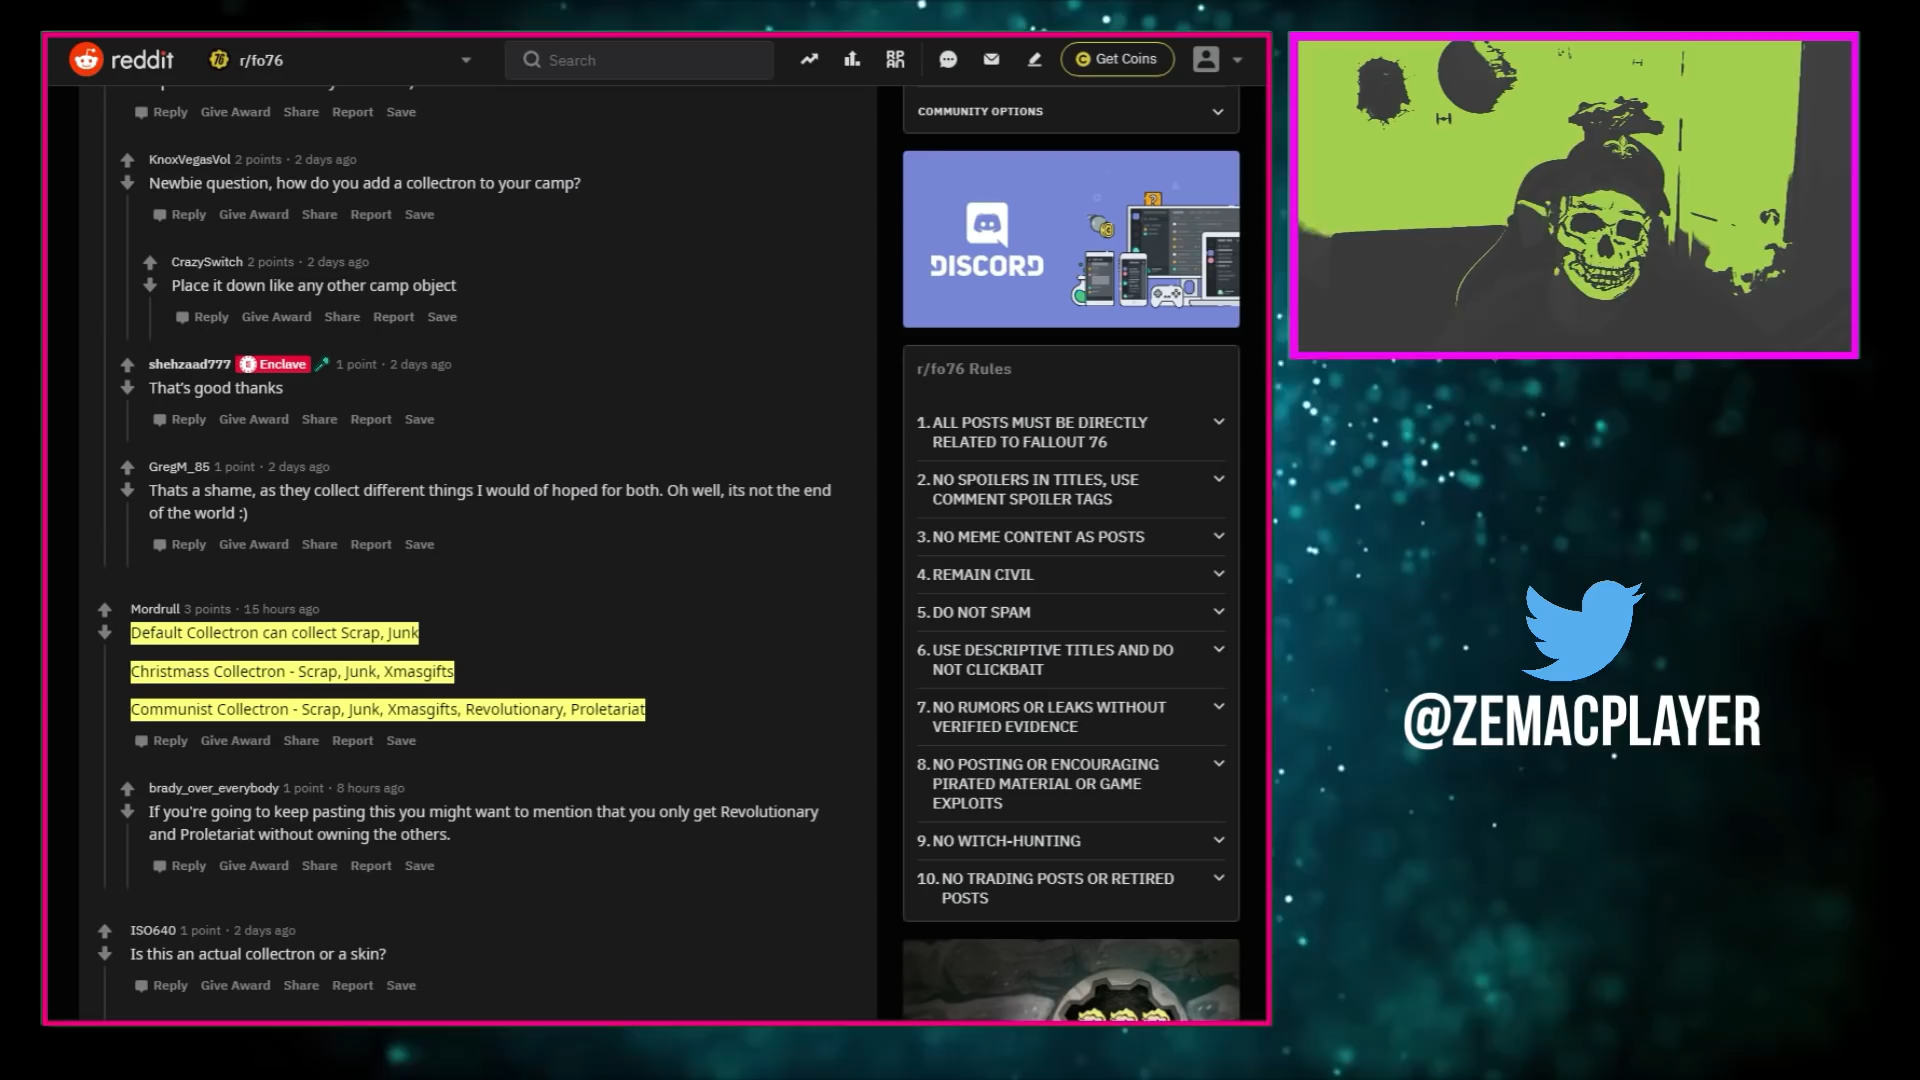 reddit
r/fo76
Search
Get Coins
Reply Give Award Share Report Save
KnoxVegasVol 2 points · 2 days ago
Newbie question, how do you add a collectron to your camp?
Reply Give Award Share Report Save
CrazySwitch 2 points · 2 days ago
Place it down like any other camp object
Reply Give Award Share Report Save
shehzaad777 Enclave 1 point · 2 days ago
That's good thanks
Reply Give Award Share Report Save
GregM_85 1 point · 2 days ago
Thats a shame, as they collect different things I would of hoped for both. Oh well, its not the end
of the world :)
Reply Give Award Share Report Save
Mordrull 3 points · 15 hours ago
Default Collectron can collect Scrap, Junk
Christmass Collectron - Scrap, Junk, Xmasgifts
Communist Collectron - Scrap, Junk, Xmasgifts, Revolutionary, Proletariat
Reply Give Award Share Report Save
brady_over_everybody 1 point · 8 hours ago
If you're going to keep pasting this you might want to mention that you only get Revolutionary
and Proletariat without owning the others.
Reply Give Award Share Report Save
ISO640 1 point · 2 days ago
Is this an actual collectron or a skin?
Reply Give Award Share Report Save
COMMUNITY OPTIONS
DISCORD
r/fo76 Rules
1. ALL POSTS MUST BE DIRECTLY
RELATED TO FALLOUT 76
2. NO SPOILERS IN TITLES, USE
COMMENT SPOILER TAGS
3. NO MEME CONTENT AS POSTS
4. REMAIN CIVIL
5. DO NOT SPAM
6. USE DESCRIPTIVE TITLES AND DO
NOT CLICKBAIT
7. NO RUMORS OR LEAKS WITHOUT
VERIFIED EVIDENCE
8. NO POSTING OR ENCOURAGING
PIRATED MATERIAL OR GAME
EXPLOITS
9. NO WITCH-HUNTING
10. NO TRADING POSTS OR RETIRED
POSTS
@ZEMACPLAYER